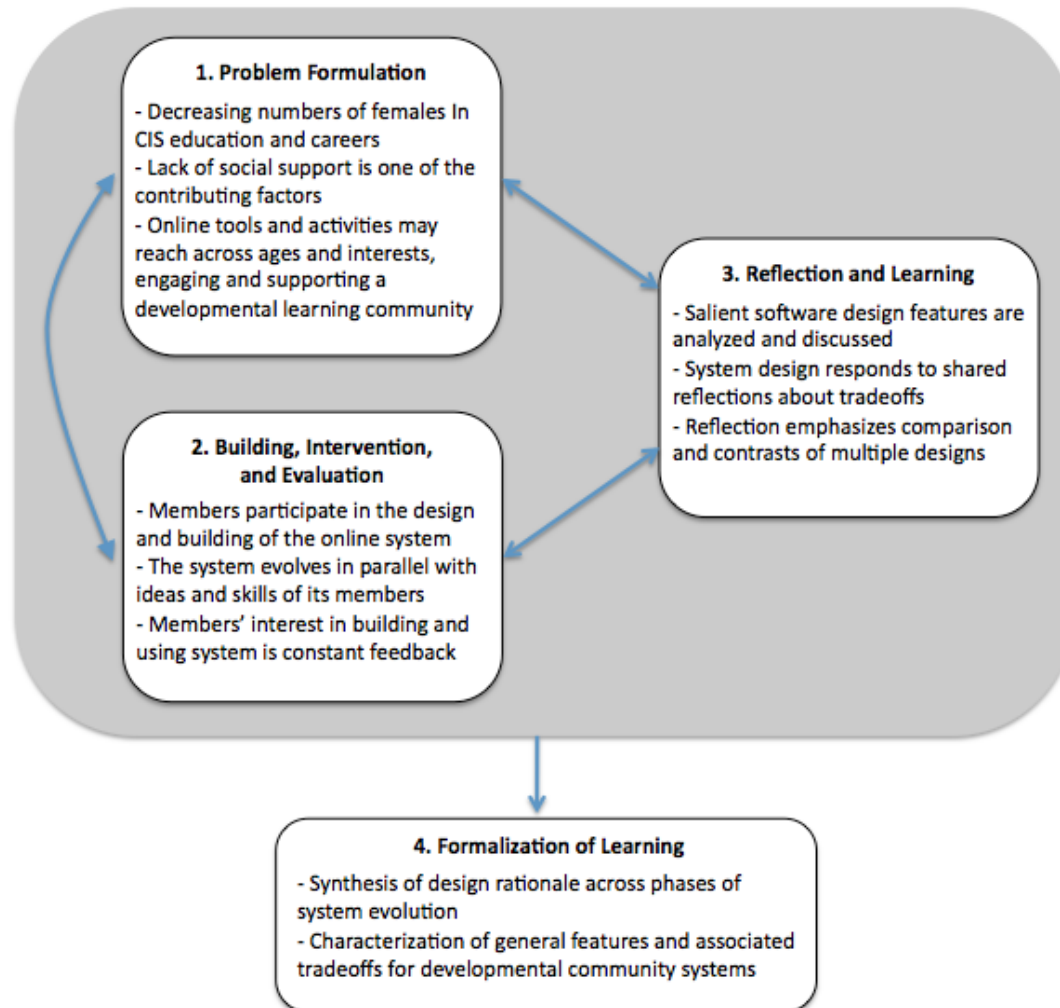 1. Problem Formulation
- Decreasing numbers of females In
CIS education and careers
- Lack of social support is one of the
contributing factors
- Online tools and activities may
reach across ages and interests,
engaging and supporting a
developmental learning community
2. Building, Intervention,
and Evaluation
- Members participate in the design
and building of the online system
- The system evolves in parallel with
ideas and skills of its members
- Members’ interest in building and
using system is constant feedback
3. Reflection and Learning
- Salient software design features are
analyzed and discussed
- System design responds to shared
reflections about tradeoffs
- Reflection emphasizes comparison
and contrasts of multiple designs
4. Formalization of Learning
- Synthesis of design rationale across phases of
system evolution
- Characterization of general features and associated
tradeoffs for developmental community systems